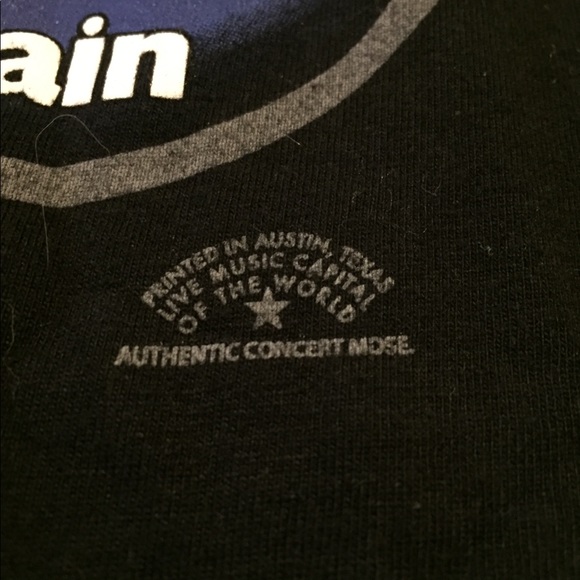 ain
PRINTED IN AUSTIN, TEXAS
LIVE MUSIC CAPITAL
OF THE WORLD
AUTHENTIC CONCERT MDSE.